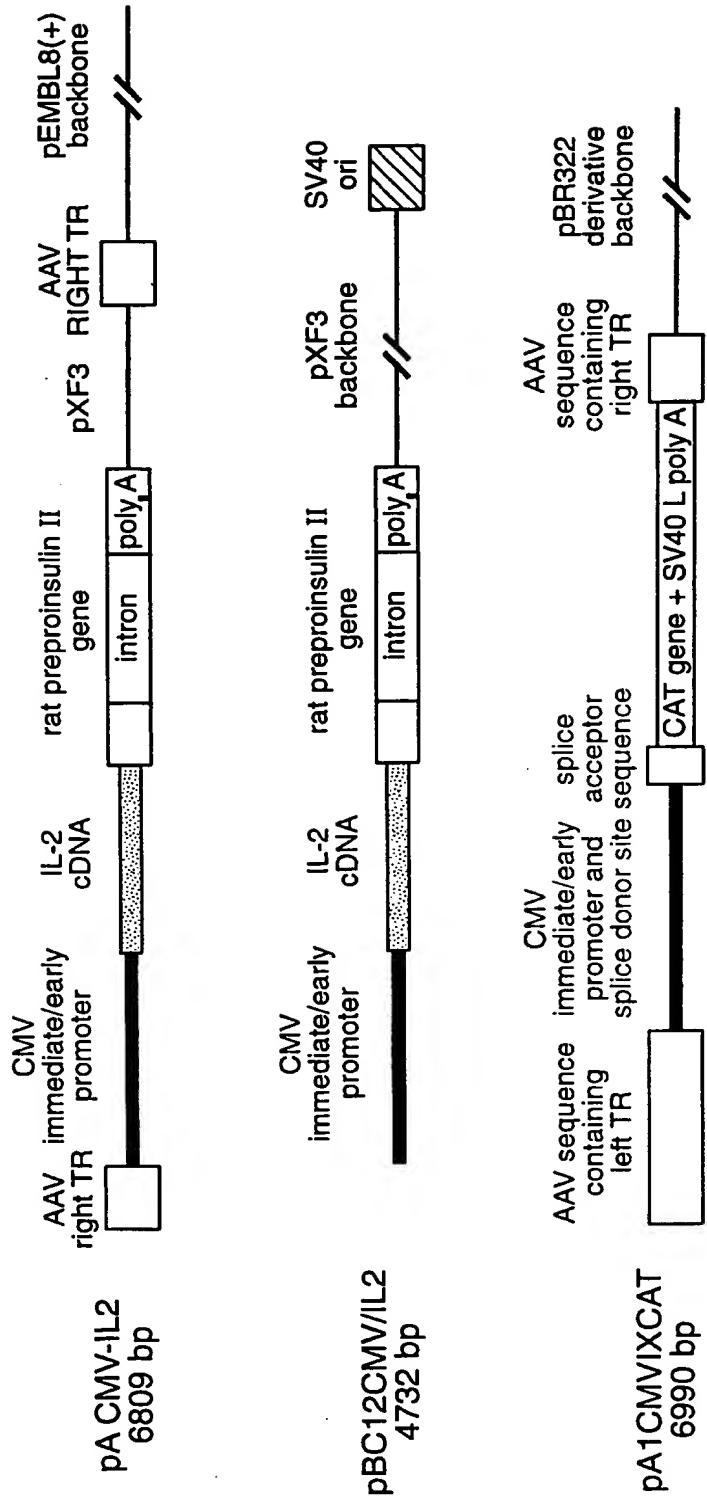 pA CMV-IL2
6809 bp
AAV
right TR
CMV
immediate/early
promoter
IL-2
cDNA
rat preproinsulin II
gene
intron
poly A
pXF3
AAV
RIGHT TR
pEMBL8(+)
backbone
pBC12CMV/IL2
4732 bp
CMV
immediate/early
promoter
IL-2
cDNA
rat preproinsulin II
gene
intron
poly A
pXF3
backbone
SV40
ori
pA1CMVIXCAT
6990 bp
AAV sequence
containing
left TR
CMV
immediate/early
promoter and
splice donor site
splice
acceptor
sequence
CAT gene + SV40 L poly A
AAV
sequence
containing
right TR
pBR322
derivative
backbone